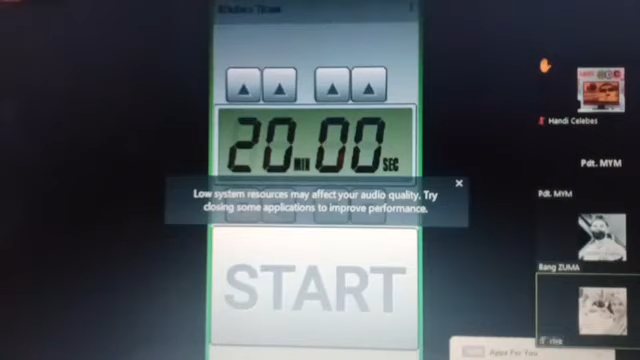 Kitchen Timer
20 MIN 00 SEC
Low system resources may affect your audio quality. Try
closing some applications to improve performance.
START
Handi Celebes
Pdt. MYM
Pdt. MYM
Bang ZUMA
Apps For You